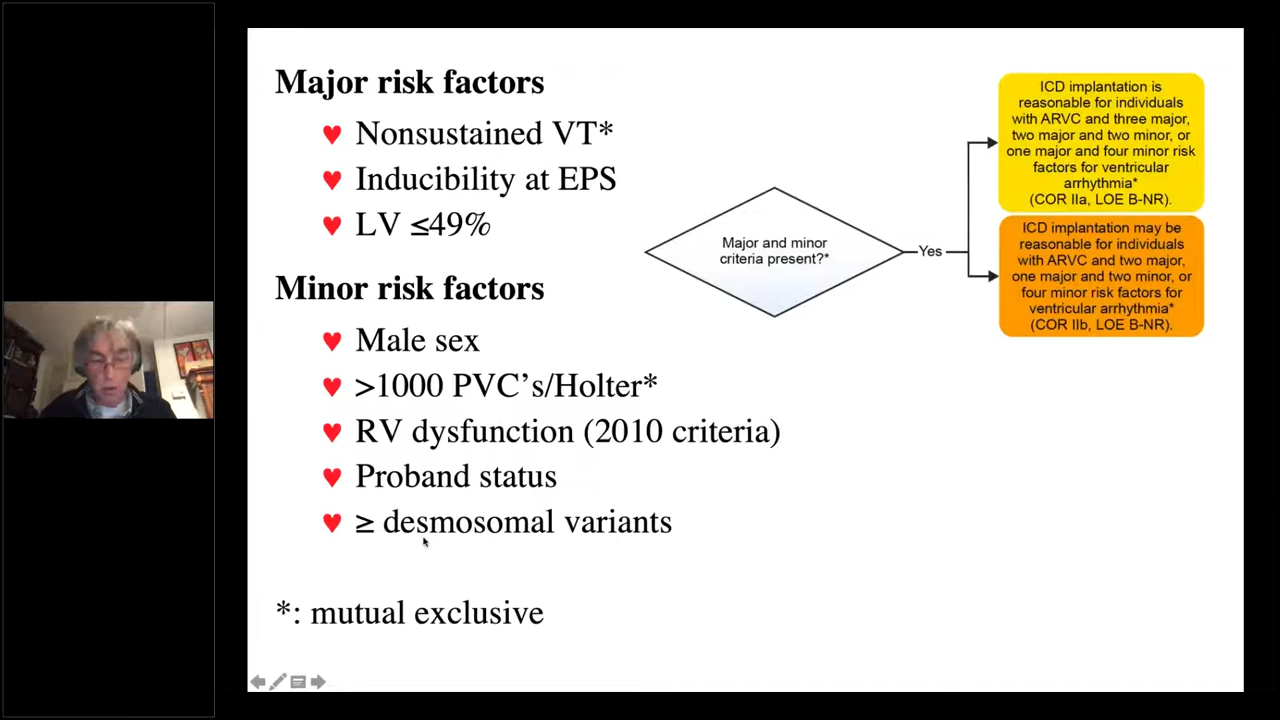 Major risk factors
Nonsustained VT*
Inducibility at EPS
LV ≤49%
Minor risk factors
Male sex
>1000 PVC's/Holter*
RV dysfunction (2010 criteria)
Proband status
≥ desmosomal variants
*: mutual exclusive
Major and minor
criteria present?*
Yes
ICD implantation is
reasonable for individuals
with ARVC and three major,
two major and two minor, or
one major and four minor risk
factors for ventricular
arrhythmia*
(COR IIa, LOE B-NR).
ICD implantation may be
reasonable for individuals
with ARVC and two major,
one major and two minor, or
four minor risk factors for
ventricular arrhythmia*
(COR IIb, LOE B-NR).